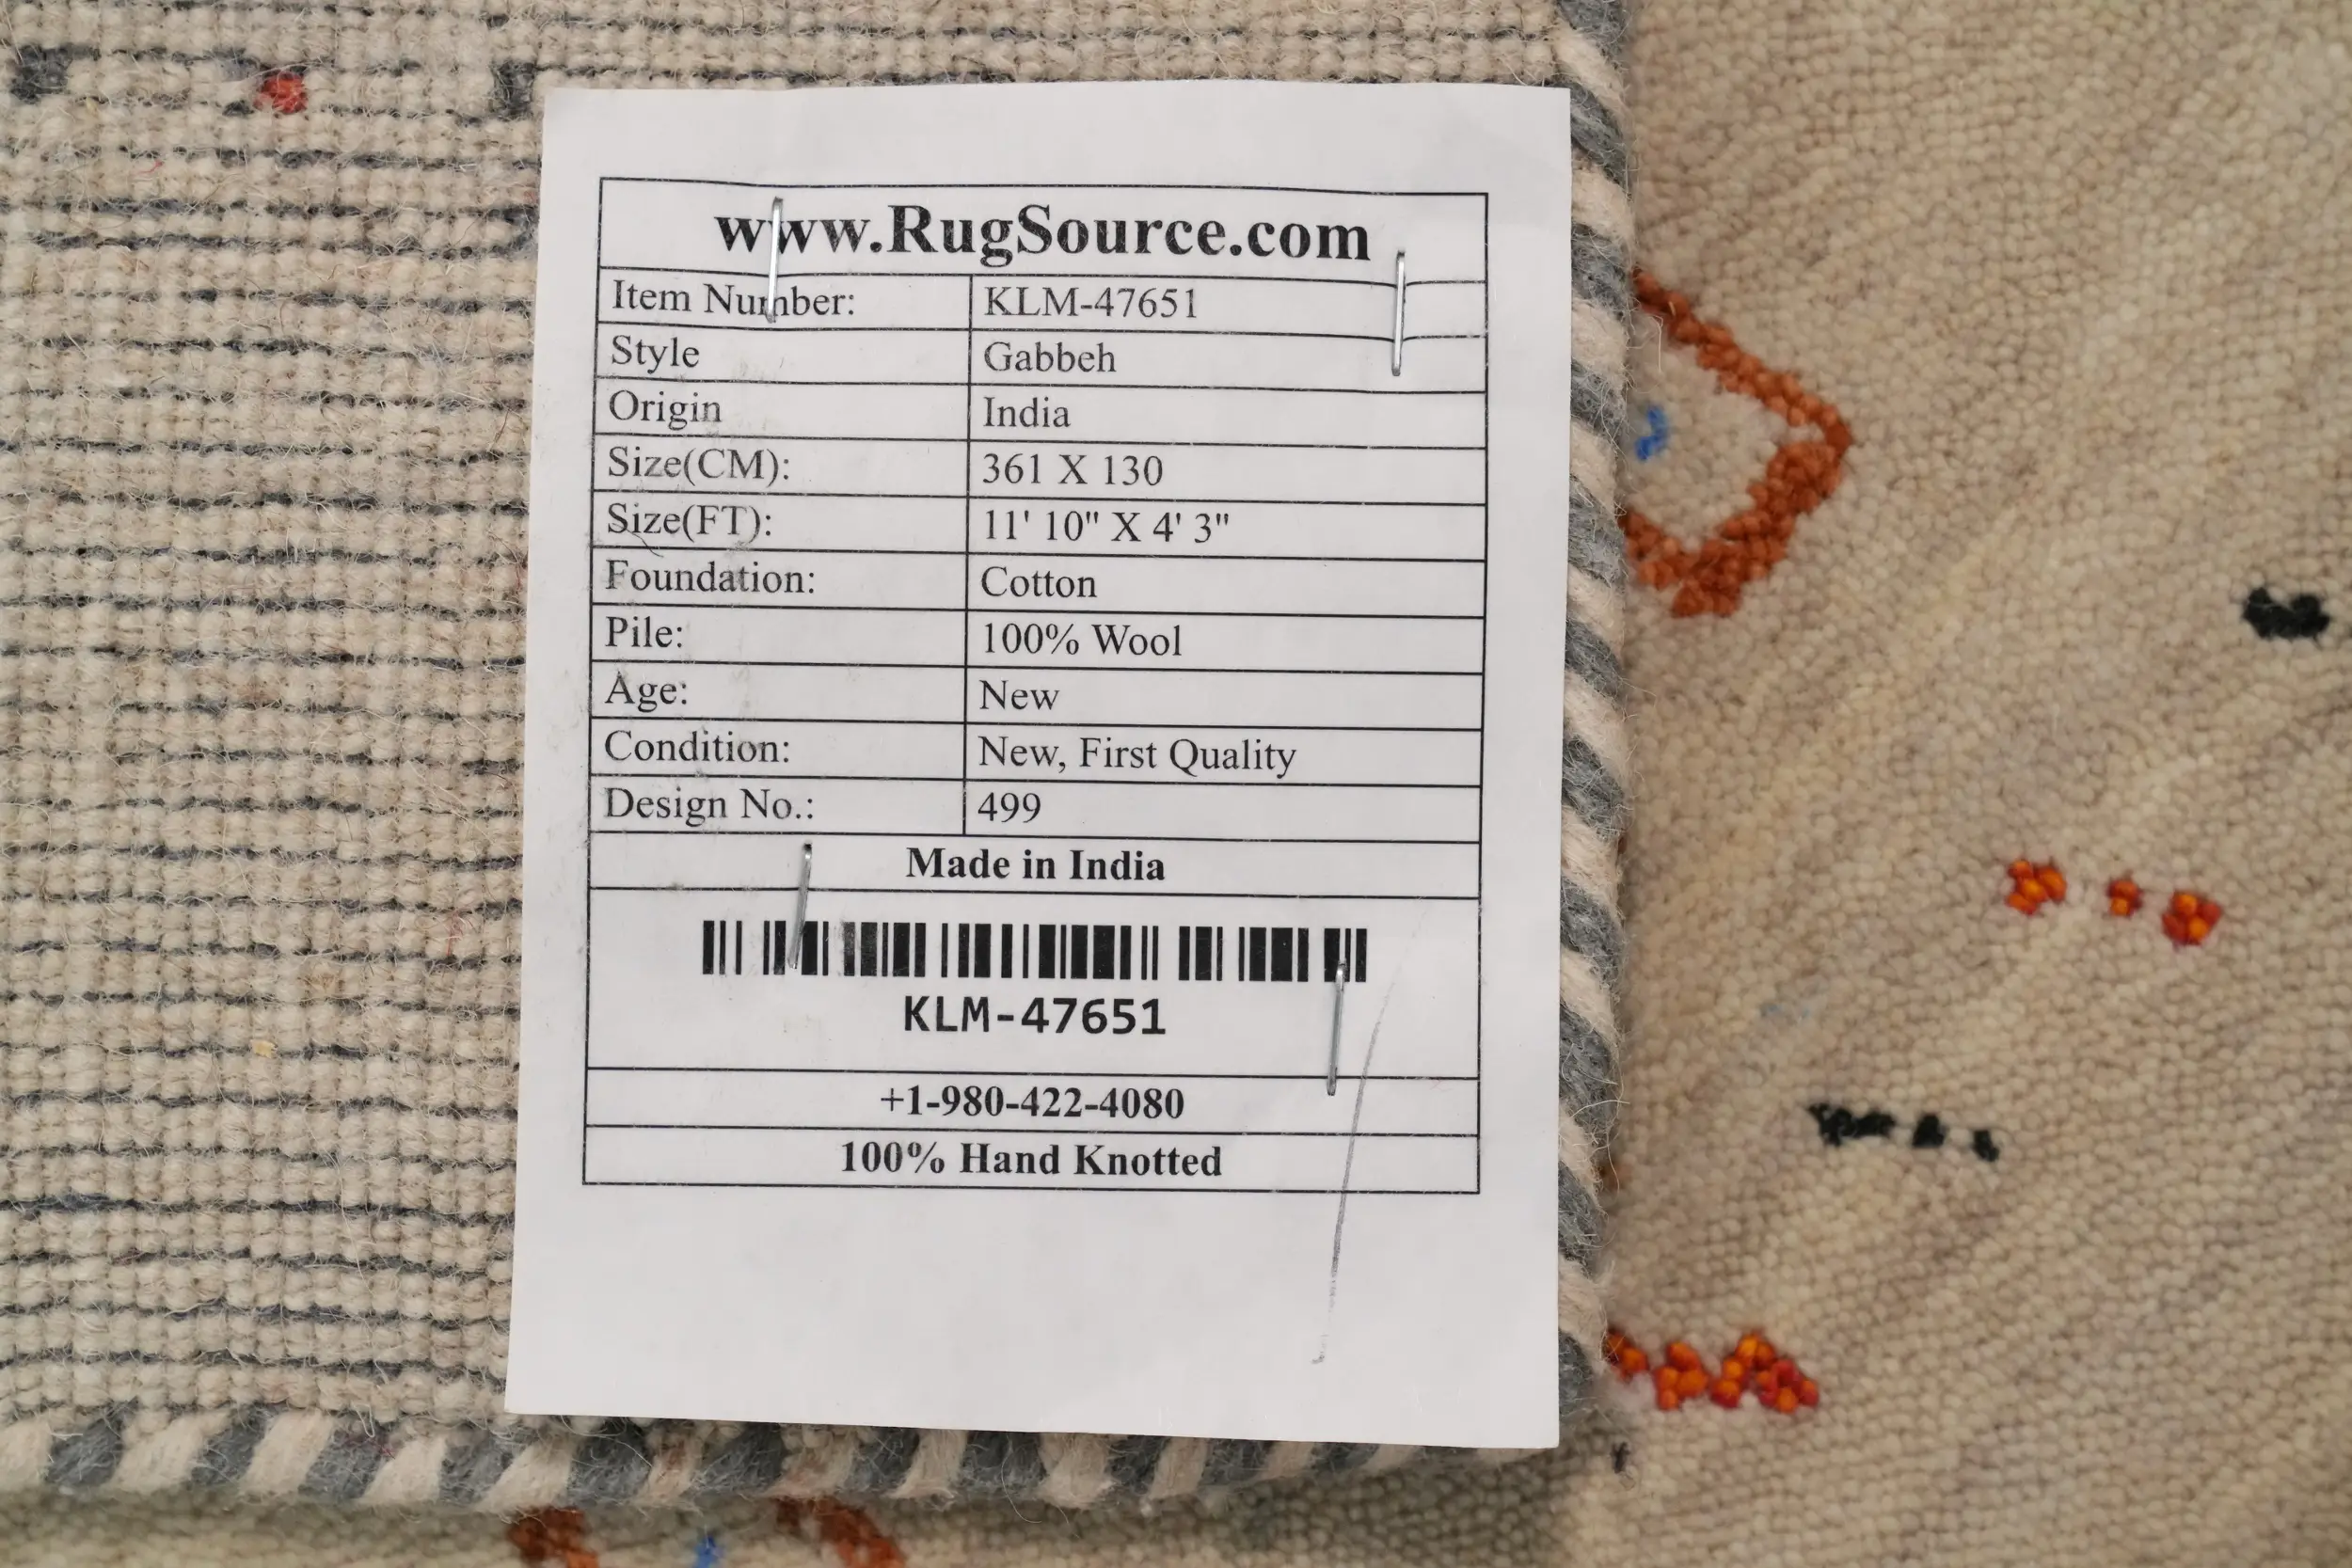 www.RugSource.com
Item Number: KLM-47651
Style Gabbeh
Origin India
Size(CM): 361 X 130
Size(FT): 11' 10" X 4' 3"
Foundation: Cotton
Pile: 100% Wool
Age: New
Condition: New, First Quality
Design No.: 499
Made in India
KLM-47651
+1-980-422-4080
100% Hand Knotted